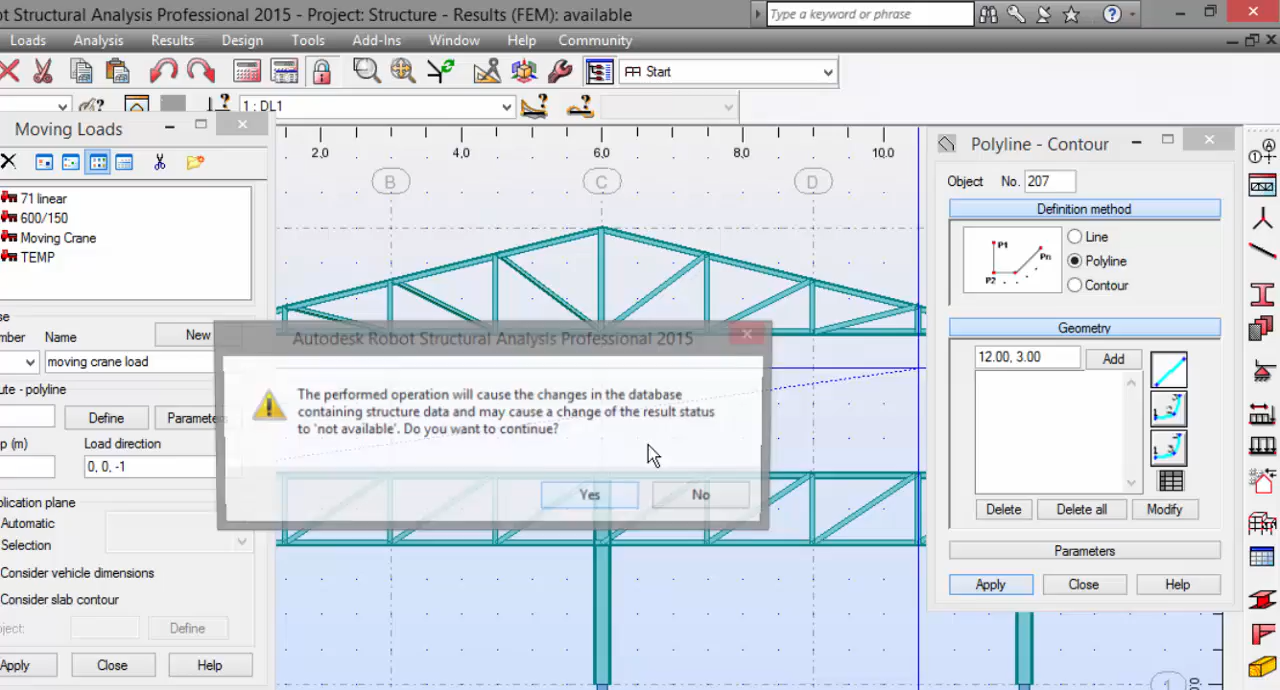 ot Structural Analysis Professional 2015 - Project: Structure - Results (FEM): available
Type a keyword or phrase
Loads Analysis Results Design Tools Add-Ins Window Help Community
Start
1 : DL1
Moving Loads
71 linear
600/150
Moving Crane
TEMP
se
mber Name New
moving crane load
ute - polyline
Define Parameters
p (m) Load direction
0, 0, -1
plication plane
Automatic
Selection
Consider vehicle dimensions
Consider slab contour
ject: Define
Apply Close Help
2,0 4,0 6,0 8,0 10,0
B C D
Autodesk Robot Structural Analysis Professional 2015
The performed operation will cause the changes in the database
containing structure data and may cause a change of the result status
to 'not available'. Do you want to continue?
Yes No
Polyline - Contour
Object No. 207
Definition method
P1 Pn P2
Line
Polyline
Contour
Geometry
12.00, 3.00 Add
Delete Delete all Modify
Parameters
Apply Close Help
1